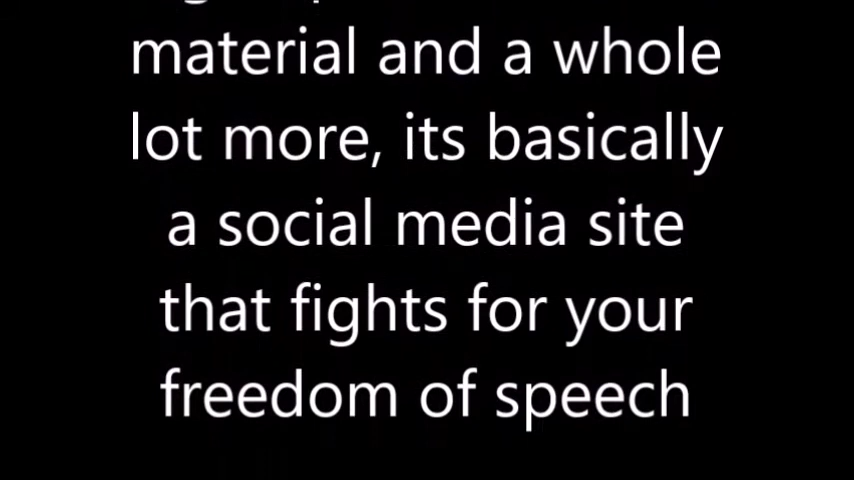 material and a whole
lot more, its basically
a social media site
that fights for your
freedom of speech